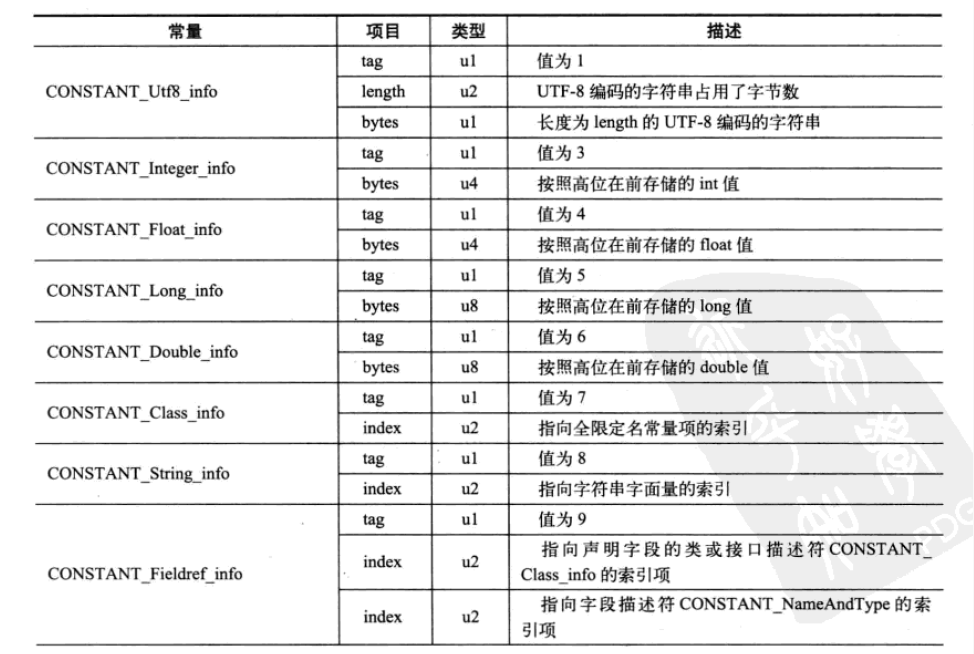 常量 项目 类型 描述
CONSTANT_Utf8_info
tag u1 值为 1
length u2 UTF-8 编码的字符串占用了字节数
bytes u1 长度为 length 的 UTF-8 编码的字符串
CONSTANT_Integer_info
tag u1 值为 3
bytes u4 按照高位在前存储的 int 值
CONSTANT_Float_info
tag u1 值为 4
bytes u4 按照高位在前存储的 float 值
CONSTANT_Long_info
tag u1 值为 5
bytes u8 按照高位在前存储的 long 值
CONSTANT_Double_info
tag u1 值为 6
bytes u8 按照高位在前存储的 double 值
CONSTANT_Class_info
tag u1 值为 7
index u2 指向全限定名常量项的索引
CONSTANT_String_info
tag u1 值为 8
index u2 指向字符串字面量的索引
CONSTANT_Fieldref_info
tag u1 值为 9
index u2 指向声明字段的类或接口描述符 CONSTANT_
Class_info 的索引项
index u2 指向字段描述符 CONSTANT_NameAndType 的索
引项
PDG